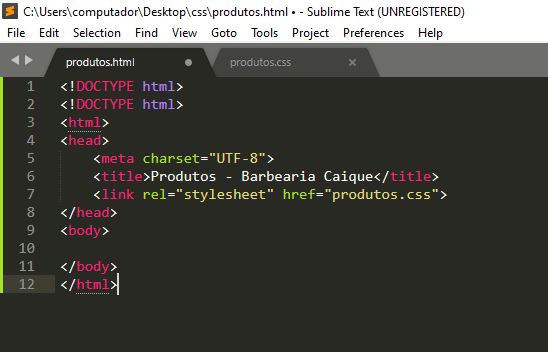 C:\Users\computador\Desktop\css\produtos.html • - Sublime Text (UNREGISTERED)
File Edit Selection Find View Goto Tools Project Preferences Help
produtos.html produtos.css
1 <!DOCTYPE html>
2 <!DOCTYPE html>
3 <html>
4 <head>
5 <meta charset="UTF-8">
6 <title>Produtos - Barbearia Caique</title>
7 <link rel="stylesheet" href="produtos.css">
8 </head>
9 <body>
10
11 </body>
12 </html>